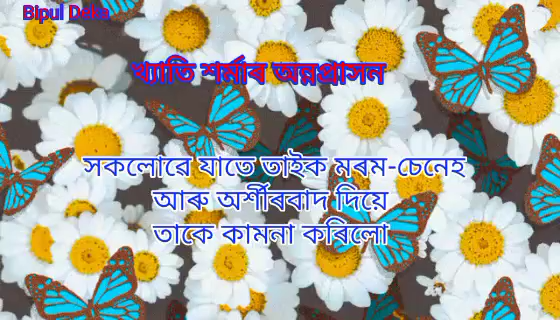 Bipul Deka
খ্যাতি শৰ্মাৰ অন্নপ্ৰাসন
সকলোৱে যাতে তাইক মৰম-চেনেহ
আৰু অৰ্শীৰবাদ দিয়ে
তাকে কামনা কৰিলো